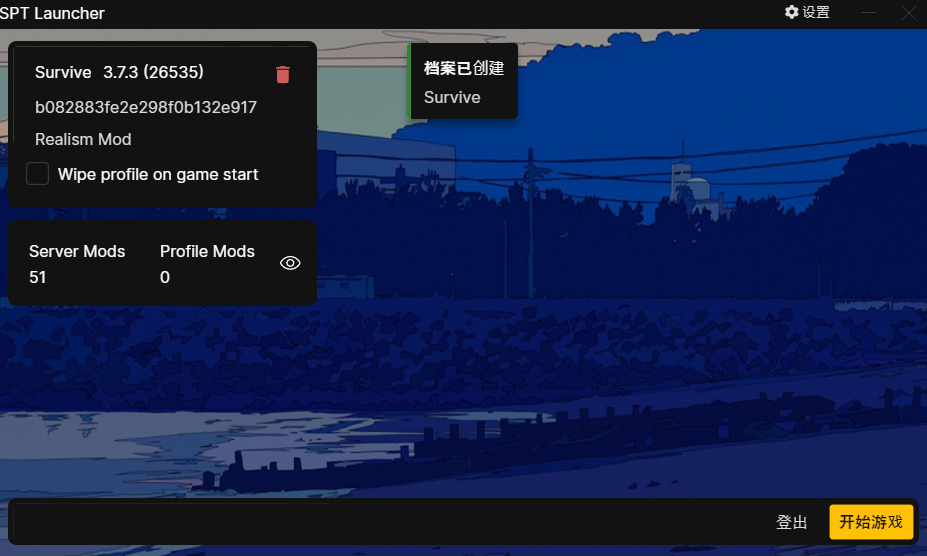 SPT Launcher
设置
Survive 3.7.3 (26535)
b082883fe2e298f0b132e917
Realism Mod
Wipe profile on game start
档案已创建
Survive
Server Mods Profile Mods
51 0
登出
开始游戏